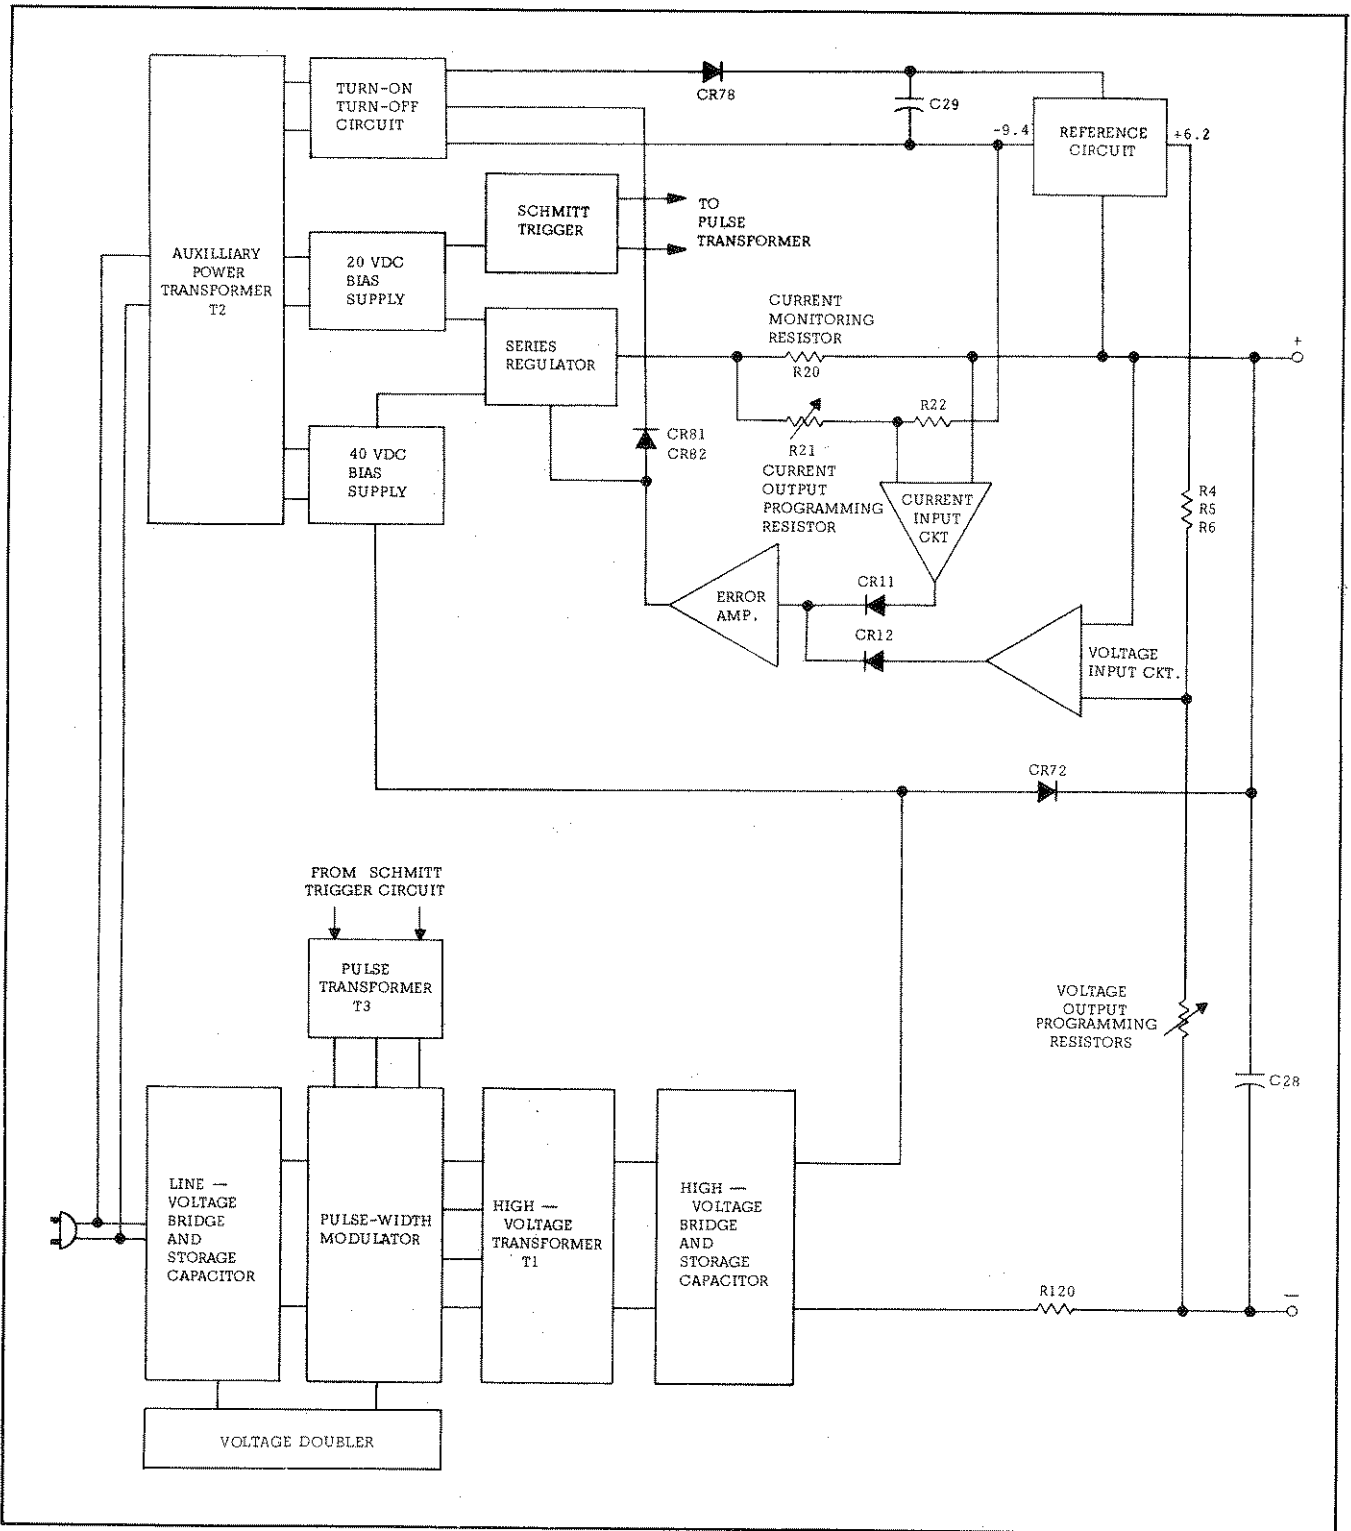 TURN-ON
TURN-OFF
CIRCUIT
CR78
C29
-9.4
REFERENCE
CIRCUIT
+6.2
SCHMITT
TRIGGER
TO
PULSE
TRANSFORMER
AUXILLIARY
POWER
TRANSFORMER
T2
20 VDC
BIAS
SUPPLY
SERIES
REGULATOR
CURRENT
MONITORING
RESISTOR
R20
+
R22
R21
CURRENT
OUTPUT
PROGRAMMING
RESISTOR
CR81
CR82
40 VDC
BIAS
SUPPLY
CURRENT
INPUT
CKT
R4
R5
R6
ERROR
AMP.
CR11
CR12
VOLTAGE
INPUT CKT.
CR72
FROM SCHMITT
TRIGGER CIRCUIT
PULSE
TRANSFORMER
T3
VOLTAGE
OUTPUT
PROGRAMMING
RESISTORS
C28
LINE —
VOLTAGE
BRIDGE
AND
STORAGE
CAPACITOR
PULSE-WIDTH
MODULATOR
HIGH —
VOLTAGE
TRANSFORMER
T1
HIGH —
VOLTAGE
BRIDGE
AND
STORAGE
CAPACITOR
R120
—
VOLTAGE DOUBLER